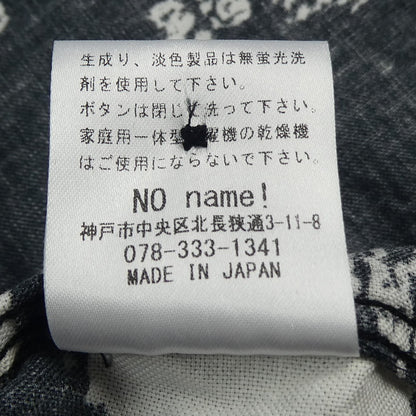 生成り、淡色製品は無蛍光洗
剤を使用して下さい。
ボタンは閉じて洗って下さい。
家庭用一体型 曜機の乾燥機
はご使用にならないで下さい。
NO name!
神戸市中央区北長狭通3-11-8
078-333-1341
MADE IN JAPAN